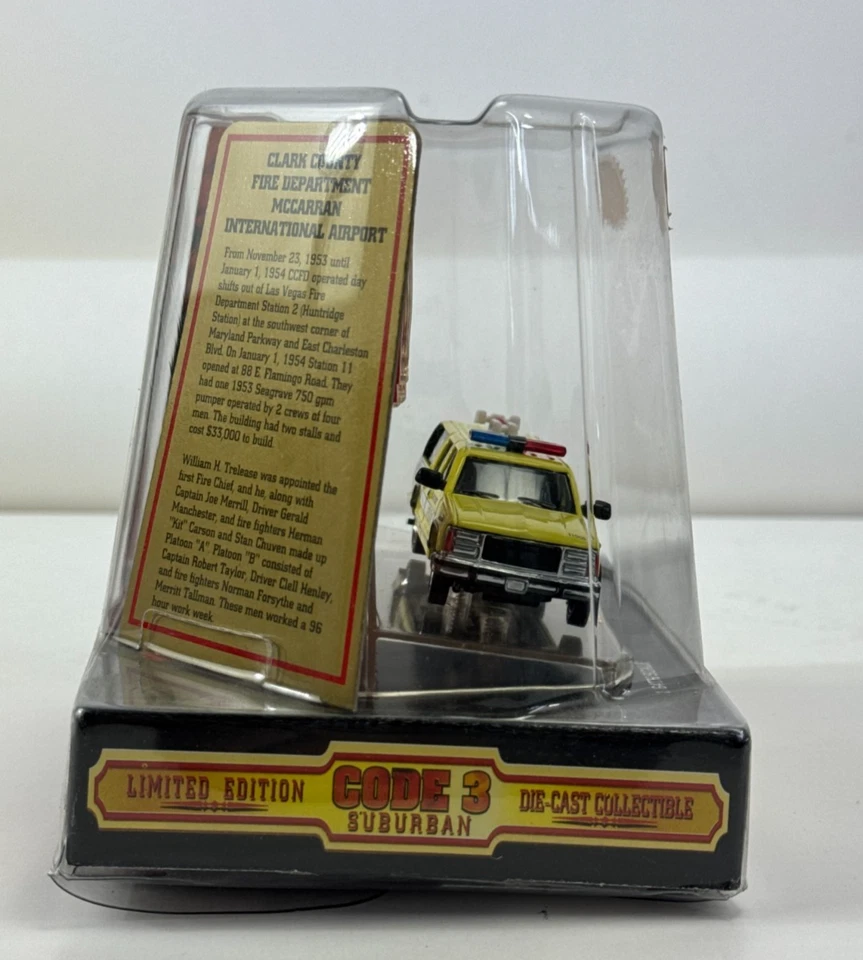 CLARK COUNTY
FIRE DEPARTMENT
MCCARRAN
INTERNATIONAL AIRPORT
From November 23, 1953 until
January 1, 1954 CCFD operated day
shifts out of Las Vegas Fire
Department Station 2 (Huntridge
Station) at the southwest corner of
Maryland Parkway and East Charleston
Blvd. On January 1, 1954 Station 11
opened at 88 E. Flamingo Road. They
had one 1953 Seagrave 750 gpm
pumper operated by 2 crews of four
men. The building had two stalls and
cost $33,000 to build.
William H. Trelease was appointed the
first Fire Chief, and he, along with
Captain Joe Merrill, Driver Gerald
Manchester, and fire fighters Herman
"Kit" Carson and Stan Chuven made up
Platoon "A". Platoon "B" consisted of
Captain Robert Taylor, Driver Clell Henley,
and fire fighters Norman Forsythe and
Merritt Tallman. These men worked a 96
hour work week.
LIMITED EDITION
CODE 3
SUBURBAN
DIE-CAST COLLECTIBLE